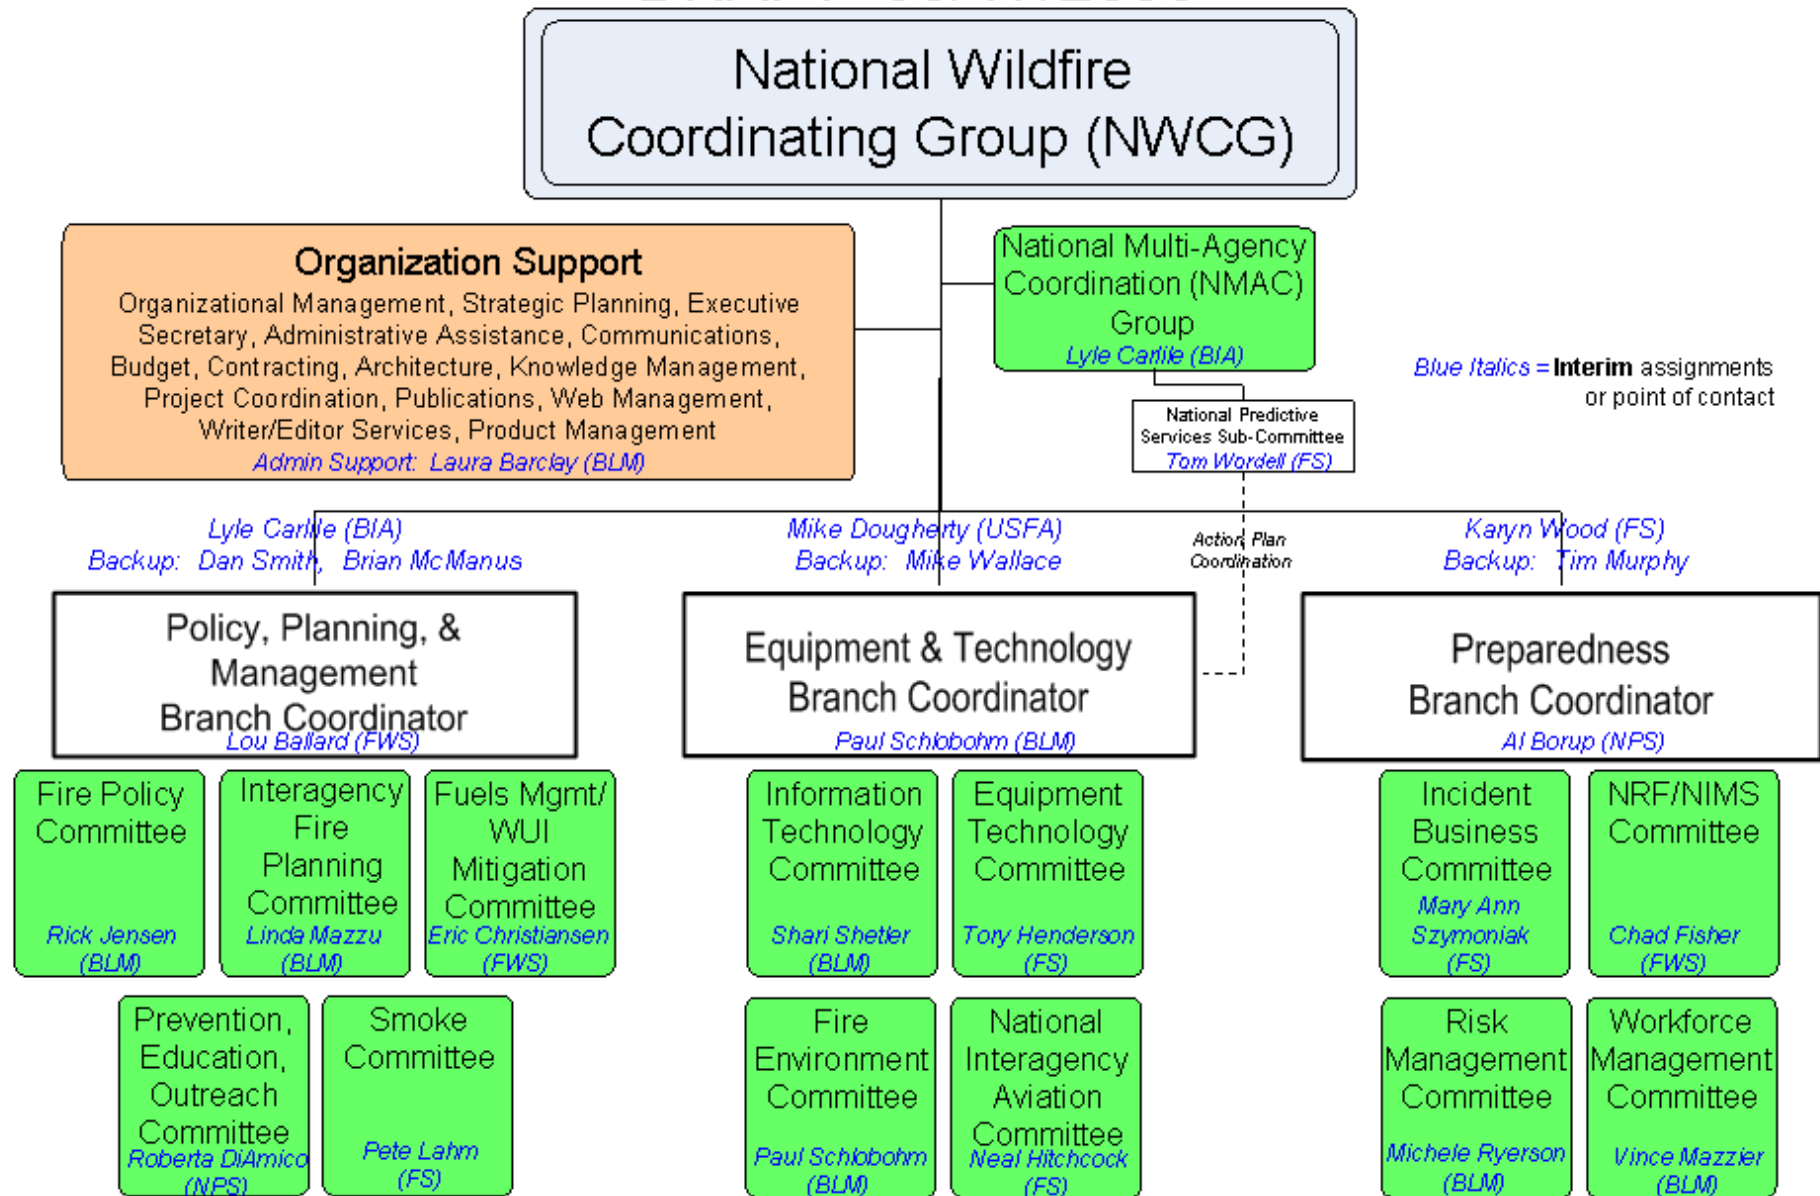 National Wildfire
Coordinating Group (NWCG)
Organization Support
Organizational Management, Strategic Planning, Executive
Secretary, Administrative Assistance, Communications,
Budget, Contracting, Architecture, Knowledge Management,
Project Coordination, Publications, Web Management,
Writer/Editor Services, Product Management
Admin Support: Laura Barclay (BLM)
National Multi-Agency
Coordination (NMAC)
Group
Lyle Carlile (BIA)
Blue Italics = Interim assignments
or point of contact
National Predictive
Services Sub-Committee
Tom Wordell (FS)
Lyle Carlile (BIA)
Backup: Dan Smith, Brian McManus
Mike Dougherty (USFA)
Backup: Mike Wallace
Action Plan
Coordination
Karyn Wood (FS)
Backup: Tim Murphy
Policy, Planning, &
Management
Branch Coordinator
Lou Ballard (FWS)
Equipment & Technology
Branch Coordinator
Paul Schlobohm (BLM)
Preparedness
Branch Coordinator
Al Borup (NPS)
Fire Policy
Committee
Rick Jensen
(BLM)
Interagency
Fire
Planning
Committee
Linda Mazzu
(BLM)
Fuels Mgmt/
WUI
Mitigation
Committee
Eric Christiansen
(FWS)
Information
Technology
Committee
Shari Shetler
(BLM)
Equipment
Technology
Committee
Tory Henderson
(FS)
Incident
Business
Committee
Mary Ann
Szymoniak
(FS)
NRF/NIMS
Committee
Chad Fisher
(FWS)
Prevention,
Education,
Outreach
Committee
Roberta DiAmico
(NPS)
Smoke
Committee
Pete Lahm
(FS)
Fire
Environment
Committee
Paul Schlobohm
(BLM)
National
Interagency
Aviation
Committee
Neal Hitchcock
(FS)
Risk
Management
Committee
Michele Ryerson
(BLM)
Workforce
Management
Committee
Vince Mazzier
(BLM)